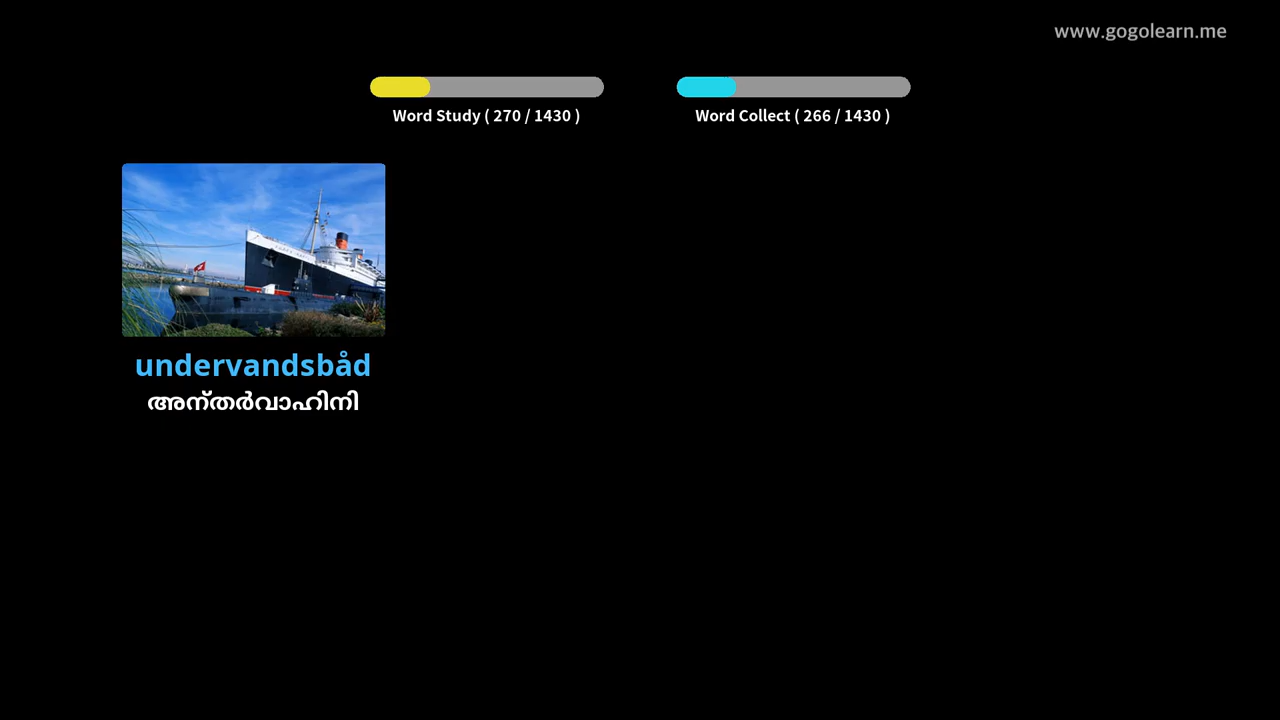 www.gogolearn.me
Word Study ( 270 / 1430 )
Word Collect ( 266 / 1430 )
undervandsbåd
അന്തർവാഹിനി